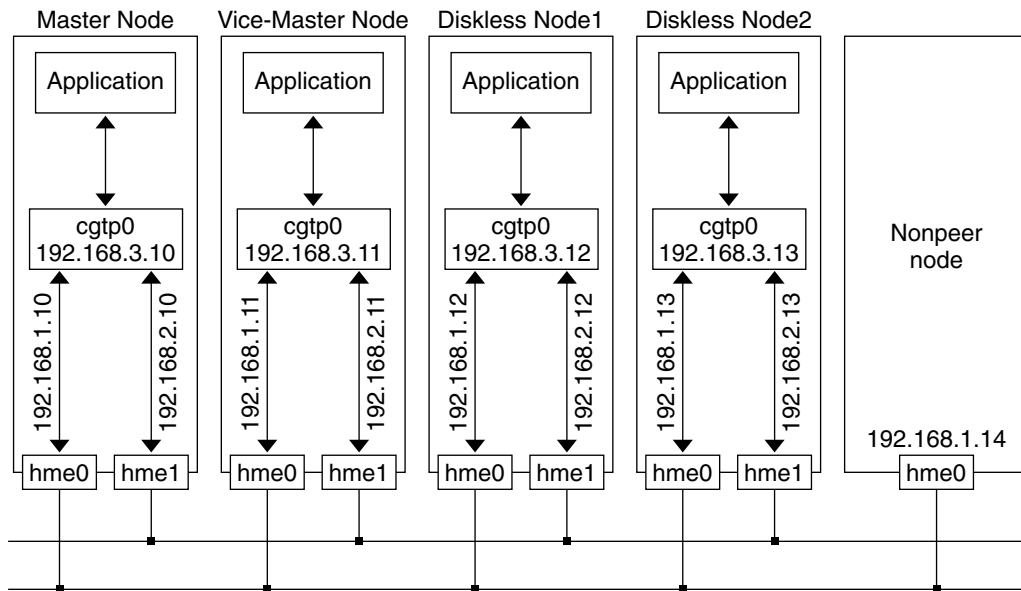 Master Node
Vice-Master Node
Diskless Node1
Diskless Node2
Application
Application
Application
Application
cgtp0
192.168.3.10
cgtp0
192.168.3.11
cgtp0
192.168.3.12
cgtp0
192.168.3.13
Nonpeer
node
192.168.1.10
192.168.2.10
192.168.1.11
192.168.2.11
192.168.1.12
192.168.2.12
192.168.1.13
192.168.2.13
192.168.1.14
hme0
hme1
hme0
hme1
hme0
hme1
hme0
hme1
hme0